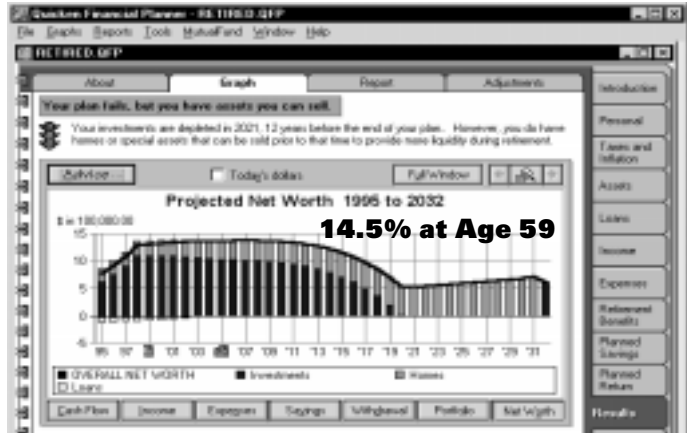 Quicken Financial Planner - RETIRED.QFP
File Graphs Reports Tools MutualFund Window Help
RETIRED.QFP
About Graph Report Adjustments
Your plan fails, but you have assets you can sell.
Your investments are depleted in 2021, 12 years before the end of your plan. However, you do have
homes or special assets that can be sold prior to that time to provide more liquidity during retirement.
Advice... Today's dollars Full Window
Projected Net Worth 1995 to 2032
$ in 100,000.00
14.5% at Age 59
15
10
5
0
-5
95 97 '01 '03 '07 '09 '11 '13 '15 '17 '19 '21 '23 '25 '27 '29 '31
OVERALL NET WORTH Investments Homes
Loans
Cash Flow Income Expenses Savings Withdrawal Portfolio Net Worth
Introduction
Personal
Taxes and
Inflation
Assets
Loans
Income
Expenses
Retirement
Benefits
Planned
Savings
Planned
Return
Results